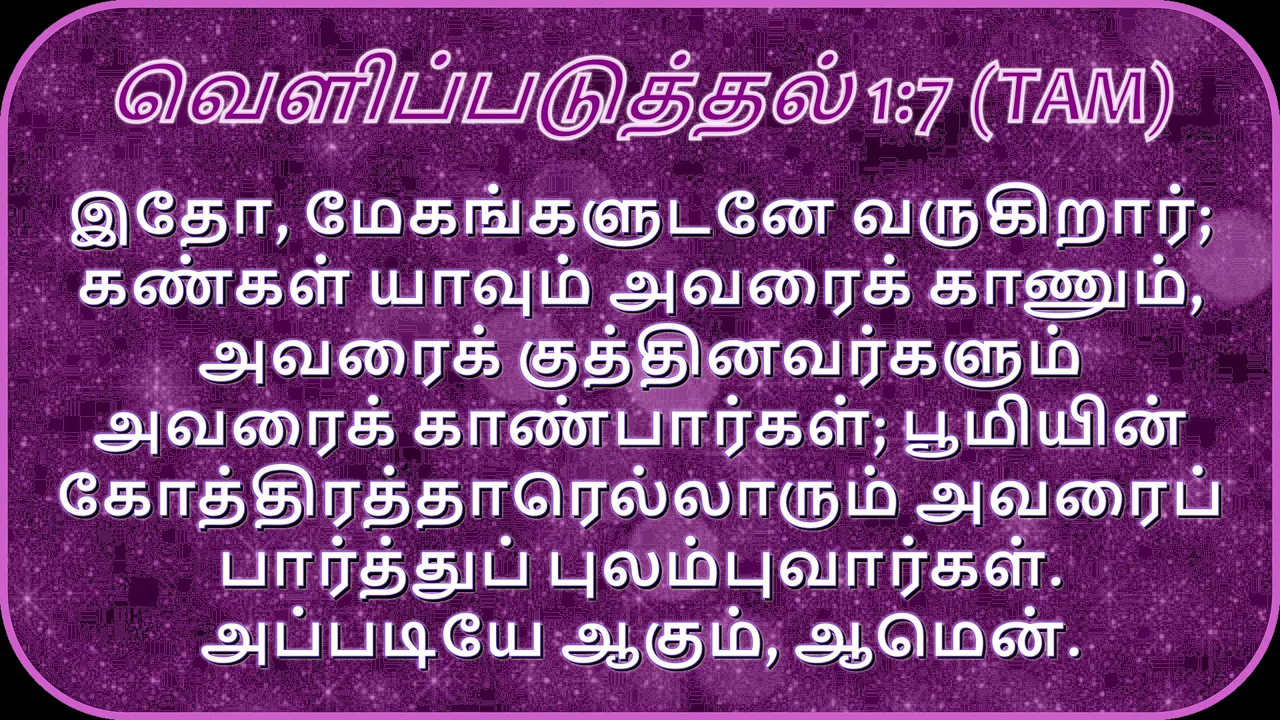 வெளிப்படுத்தல் 1:7 (TAM)
இதோ, மேகங்களுடனே வருகிறார்;
கண்கள் யாவும் அவரைக் காணும்,
அவரைக் குத்தினவர்களும்
அவரைக் காண்பார்கள்; பூமியின்
கோத்திரத்தாரெல்லாரும் அவரைப்
பார்த்துப் புலம்புவார்கள்.
அப்படியே ஆகும், ஆமென்.